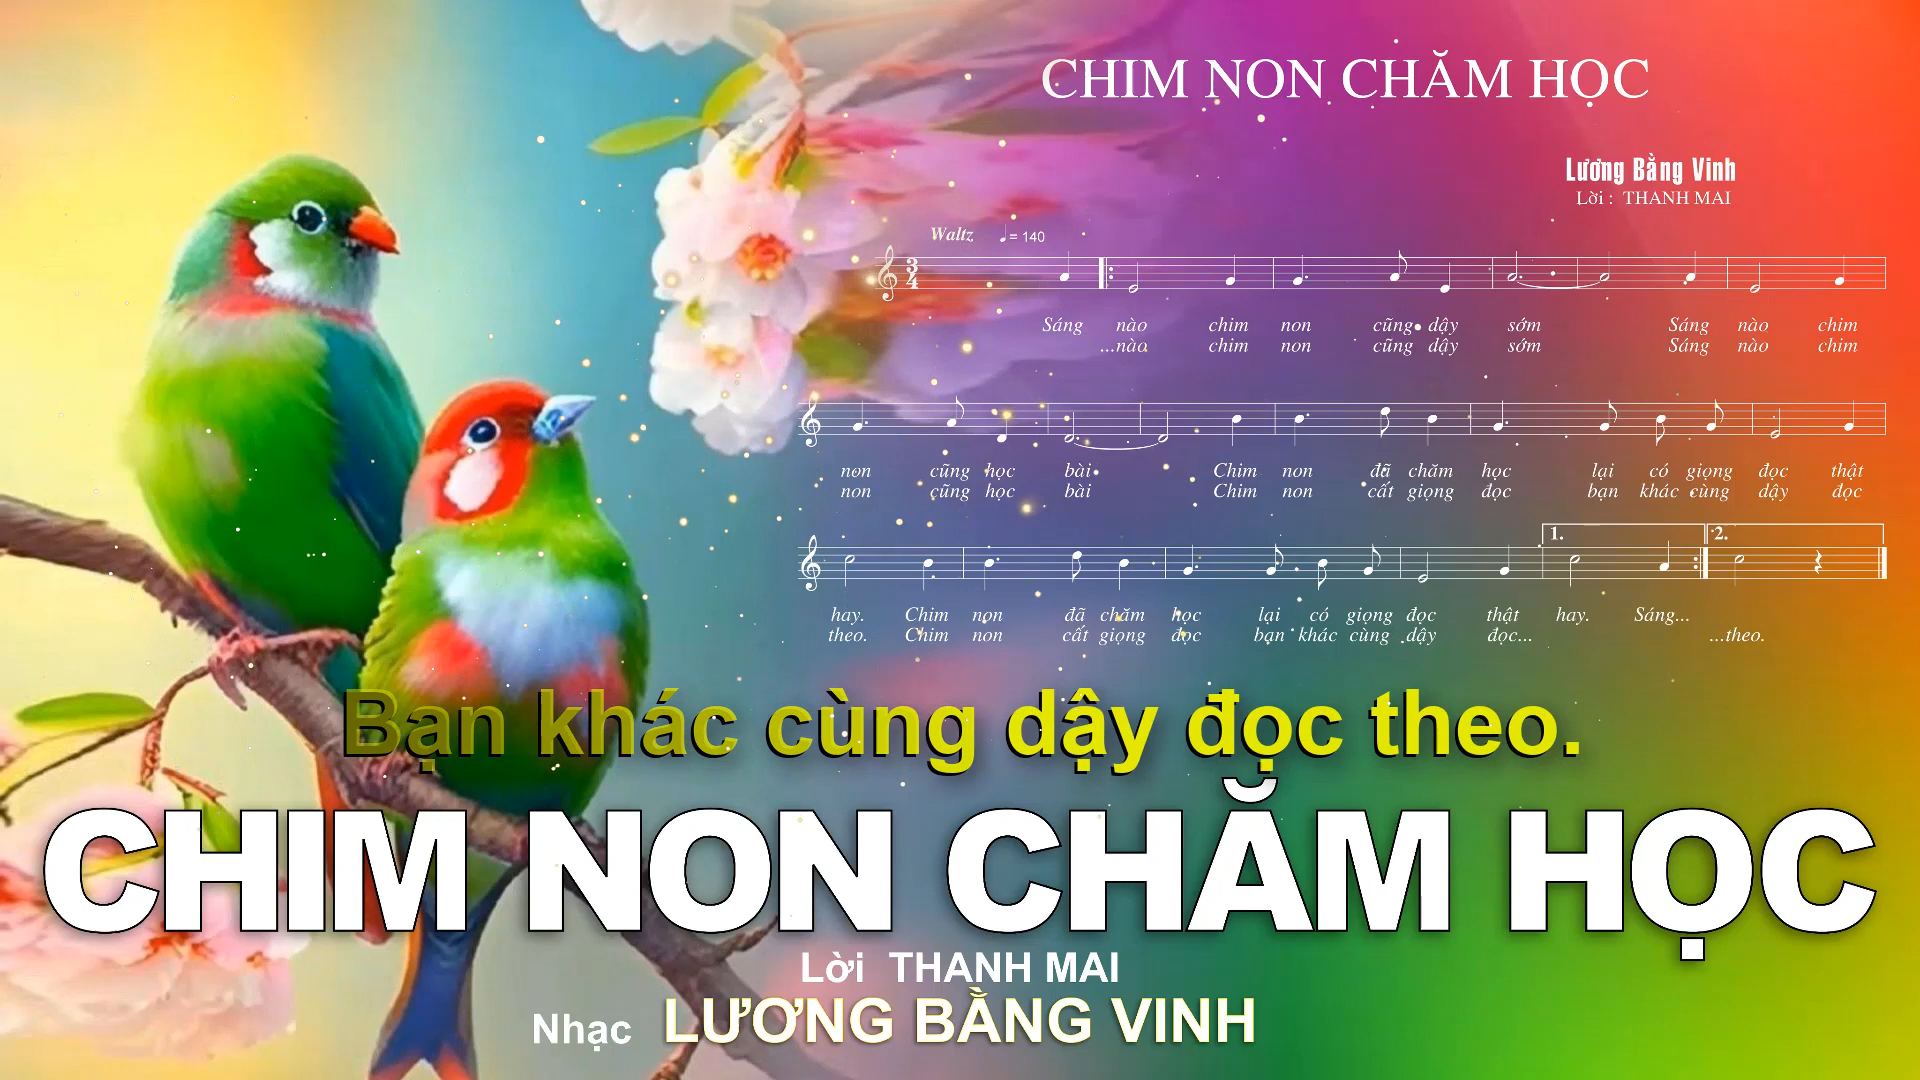 CHIM NON CHĂM HỌC
Lương Bằng Vinh
Lời : THANH MAI
Waltz ♩= 140
Sáng nào chim non cũng dậy sớm Sáng nào chim
...nào chim non cũng dậy sớm Sáng nào chim
non cũng học bài Chim non đã chăm học lại có giọng đọc thật
non cũng học bài Chim non cất giọng đọc bạn khác cùng dậy đọc
1. 2.
hay. Chim non đã chăm học lại có giọng đọc thật hay. Sáng...
theo. Chim non cất giọng đọc bạn khác cùng dậy đọc... ...theo.
Bạn khác cùng dậy đọc theo.
CHIM NON CHĂM HỌC
Lời THANH MAI
Nhạc LƯƠNG BẰNG VINH